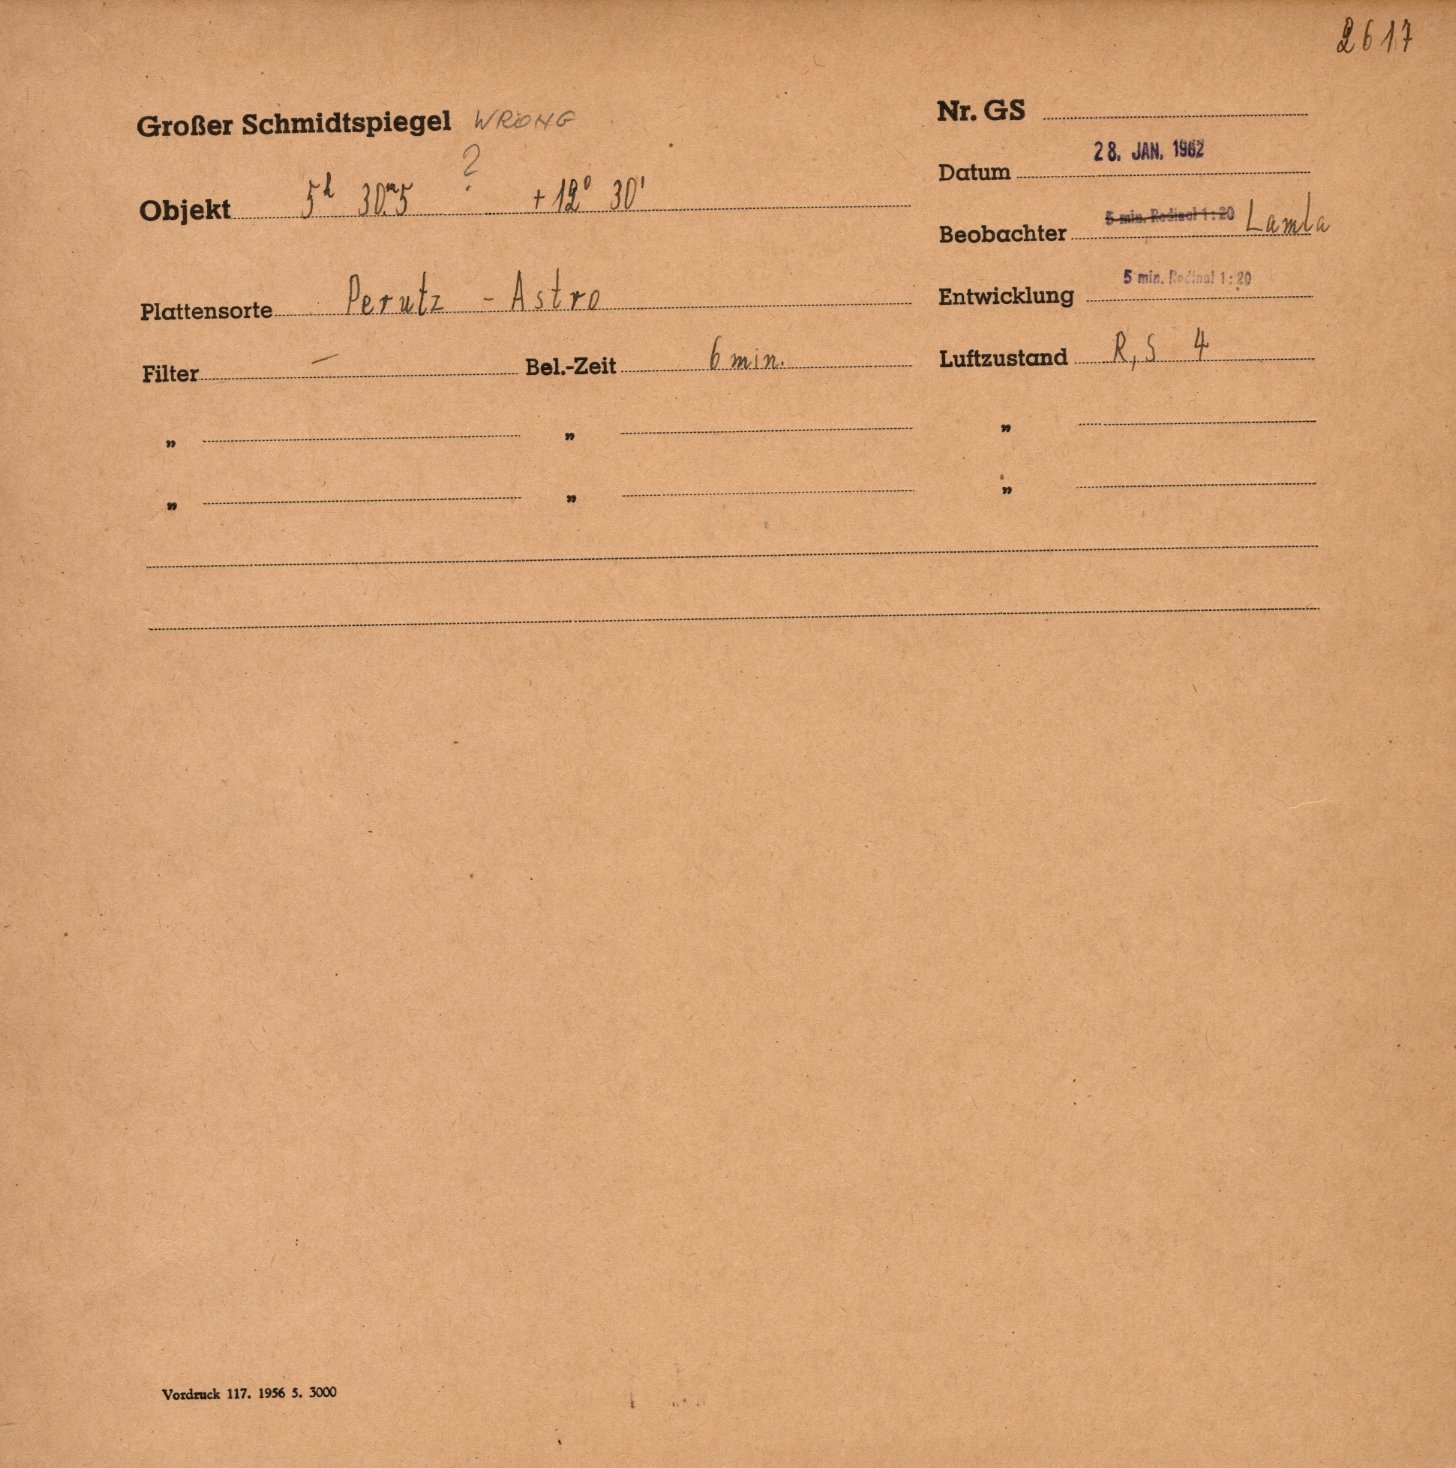 2617
Großer Schmidtspiegel WRONG
Nr. GS
?
Datum 28. JAN. 1962
Objekt 5h 30m.5 +12° 30'
Beobachter 5 min. Rodinal 1:20 Lamla
Plattensorte Perutz - Astro
Entwicklung 5 min. Rodinal 1:20
Filter — Bel.-Zeit 6 min.
Luftzustand R, S 4
„ „ „
„ „ „
Vordruck 117. 1956 5. 3000